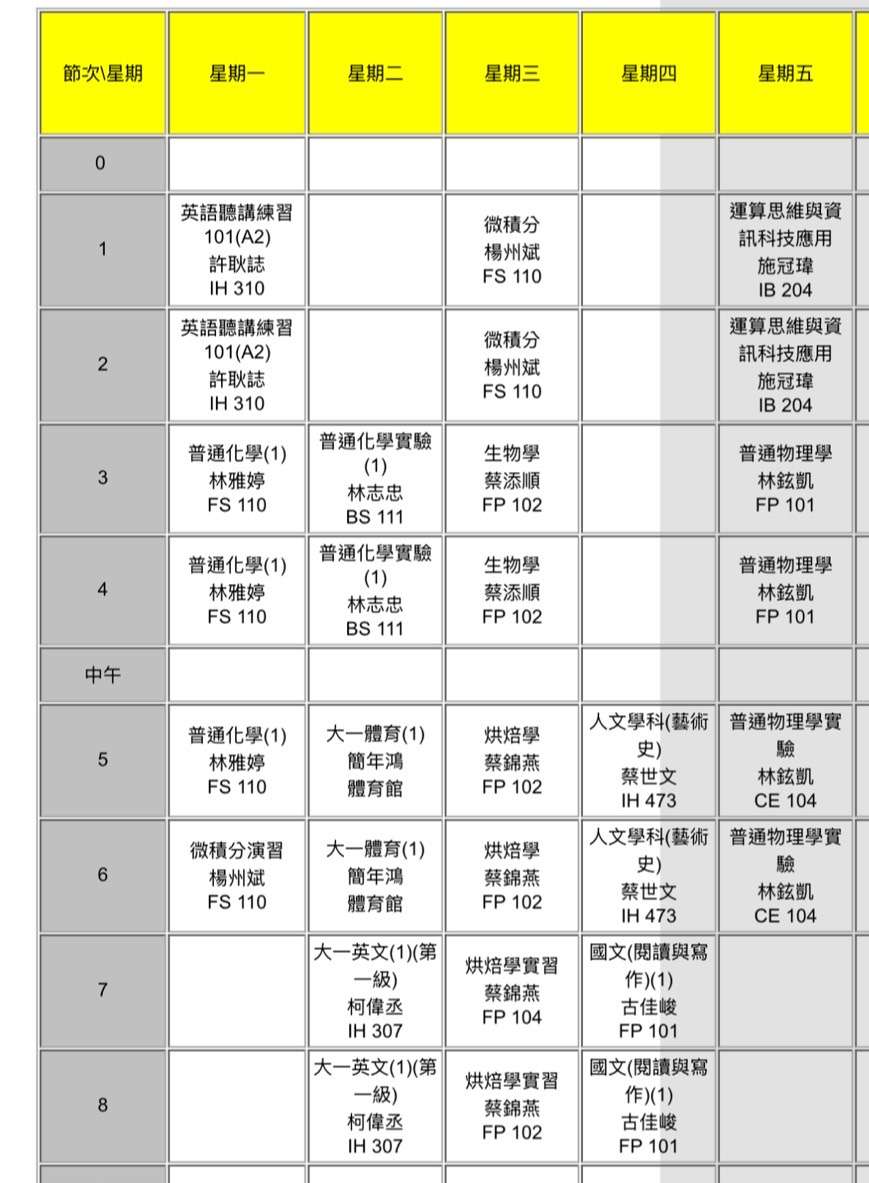 節次\星期 星期一 星期二 星期三 星期四 星期五
0
1
英語聽講練習
101(A2)
許耿誌
IH 310
微積分
楊州斌
FS 110
運算思維與資
訊科技應用
施冠瑋
IB 204
2
英語聽講練習
101(A2)
許耿誌
IH 310
微積分
楊州斌
FS 110
運算思維與資
訊科技應用
施冠瑋
IB 204
3
普通化學(1)
林雅婷
FS 110
普通化學實驗
(1)
林志忠
BS 111
生物學
蔡添順
FP 102
普通物理學
林鉉凱
FP 101
4
普通化學(1)
林雅婷
FS 110
普通化學實驗
(1)
林志忠
BS 111
生物學
蔡添順
FP 102
普通物理學
林鉉凱
FP 101
中午
5
普通化學(1)
林雅婷
FS 110
大一體育(1)
簡年鴻
體育館
烘焙學
蔡錦燕
FP 102
人文學科(藝術
史)
蔡世文
IH 473
普通物理學實
驗
林鉉凱
CE 104
6
微積分演習
楊州斌
FS 110
大一體育(1)
簡年鴻
體育館
烘焙學
蔡錦燕
FP 102
人文學科(藝術
史)
蔡世文
IH 473
普通物理學實
驗
林鉉凱
CE 104
7
大一英文(1)(第
一級)
柯偉丞
IH 307
烘焙學實習
蔡錦燕
FP 104
國文(閱讀與寫
作)(1)
古佳峻
FP 101
8
大一英文(1)(第
一級)
柯偉丞
IH 307
烘焙學實習
蔡錦燕
FP 102
國文(閱讀與寫
作)(1)
古佳峻
FP 101